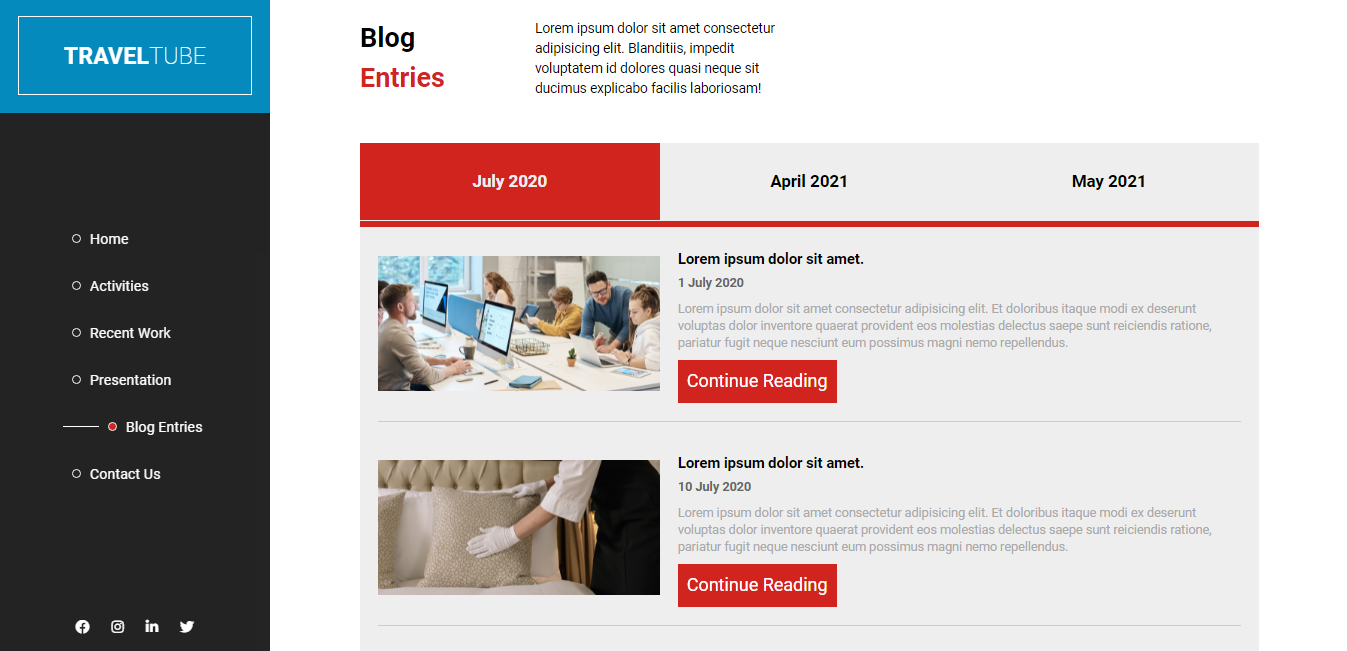 TRAVELTUBE
Home
Activities
Recent Work
Presentation
Blog Entries
Contact Us
Blog
Entries
Lorem ipsum dolor sit amet consectetur
adipisicing elit. Blanditiis, impedit
voluptatem id dolores quasi neque sit
ducimus explicabo facilis laboriosam!
July 2020
April 2021
May 2021
Lorem ipsum dolor sit amet.
1 July 2020
Lorem ipsum dolor sit amet consectetur adipisicing elit. Et doloribus itaque modi ex deserunt
voluptas dolor inventore quaerat provident eos molestias delectus saepe sunt reiciendis ratione,
pariatur fugit neque nesciunt eum possimus magni nemo repellendus.
Continue Reading
Lorem ipsum dolor sit amet.
10 July 2020
Lorem ipsum dolor sit amet consectetur adipisicing elit. Et doloribus itaque modi ex deserunt
voluptas dolor inventore quaerat provident eos molestias delectus saepe sunt reiciendis ratione,
pariatur fugit neque nesciunt eum possimus magni nemo repellendus.
Continue Reading